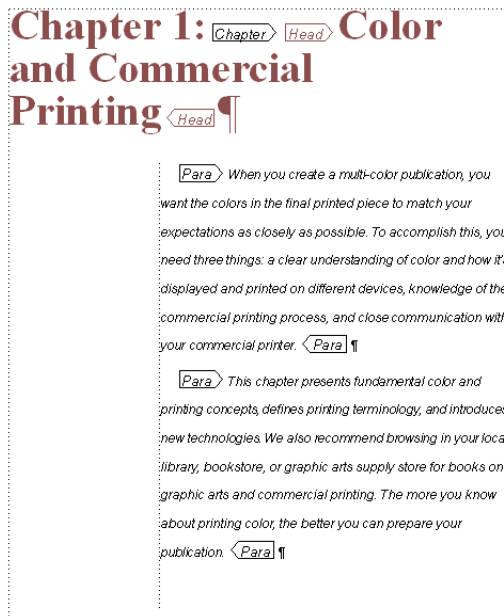 Chapter 1: Chapter Head Color
and Commercial
Printing Head ¶
Para When you create a multi-color publication, you
want the colors in the final printed piece to match your
expectations as closely as possible. To accomplish this, you
need three things: a clear understanding of color and how it's
displayed and printed on different devices, knowledge of the
commercial printing process, and close communication with
your commercial printer. Para ¶
Para This chapter presents fundamental color and
printing concepts, defines printing terminology, and introduces
new technologies. We also recommend browsing in your loca
library, bookstore, or graphic arts supply store for books on
graphic arts and commercial printing. The more you know
about printing color, the better you can prepare your
publication. Para ¶